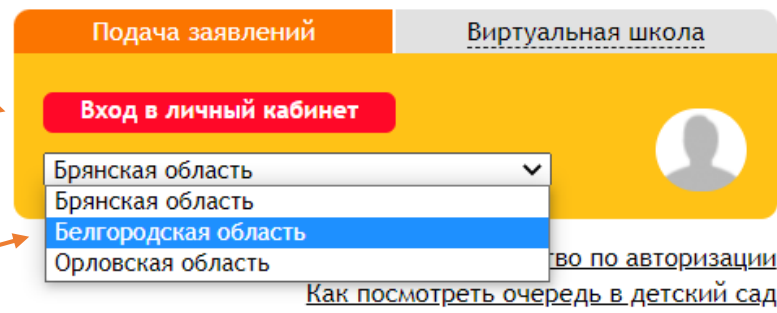 Подача заявлений Виртуальная школа
Вход в личный кабинет
Брянская область
Брянская область
Белгородская область
Орловская область
по авторизации
Как посмотреть очередь в детский сад